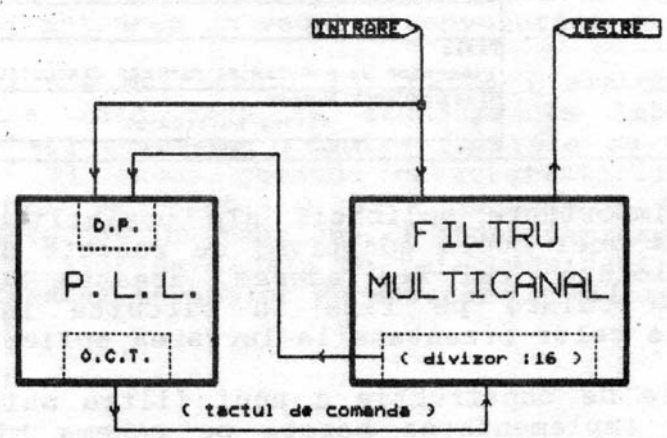 INTRARE
IESIRE
D.P.
P.L.L.
O.C.T.
FILTRU
MULTICANAL
( divizor :16 )
( tactul de comanda )